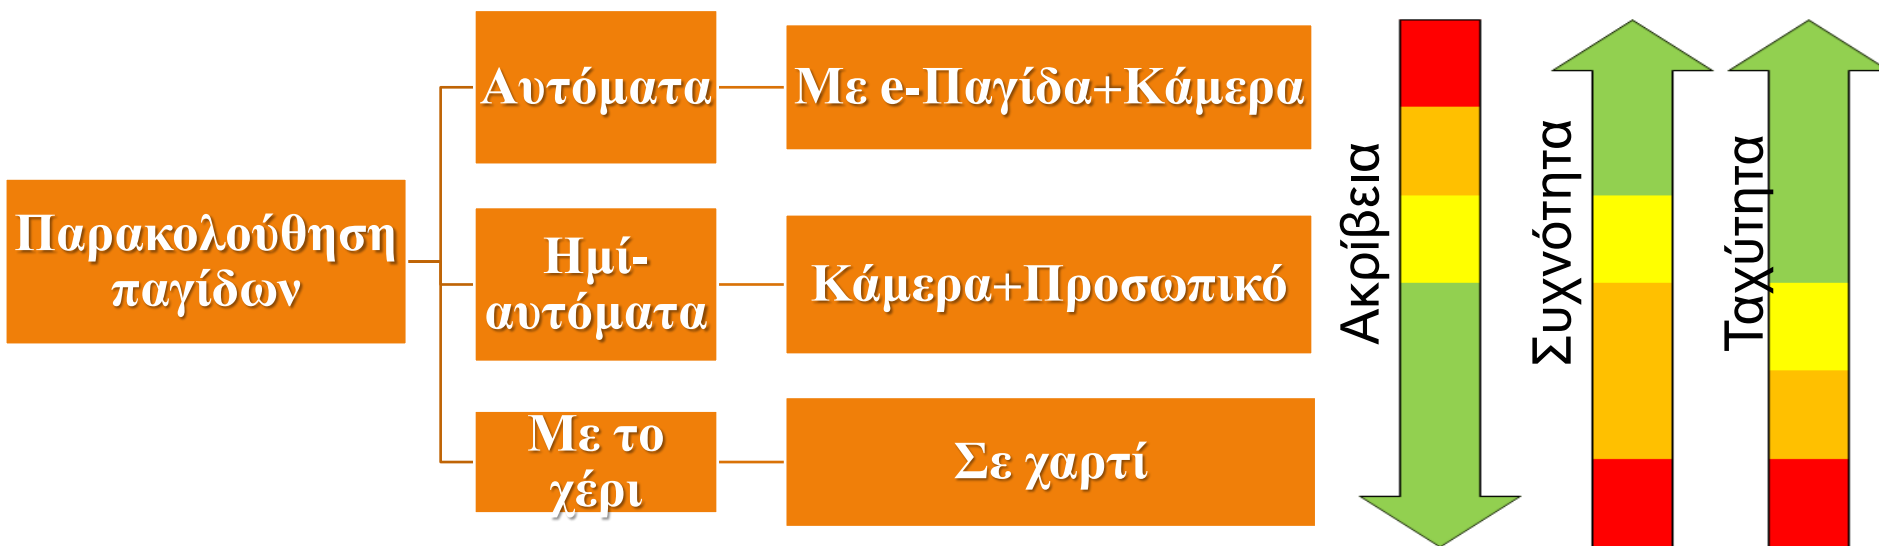 Παρακολούθηση
παγίδων
Αυτόματα
Με e-Παγίδα+Κάμερα
Ημί-
αυτόματα
Κάμερα+Προσωπικό
Με το
χέρι
Σε χαρτί
Ακρίβεια
Συχνότητα
Ταχύτητα